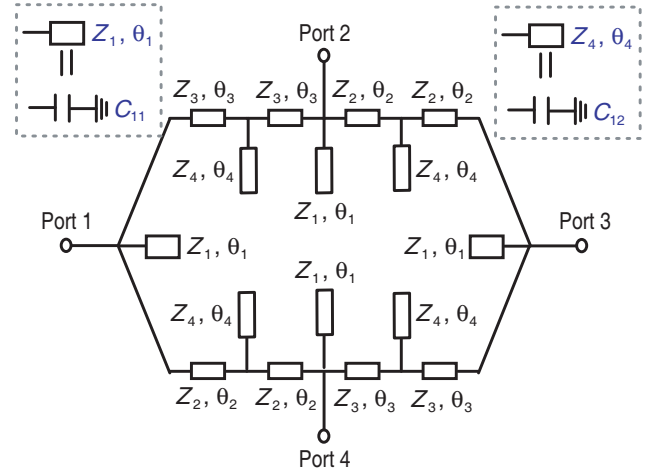 Z1, θ1
C11
Port 2
Z4, θ4
C12
Z3, θ3 Z3, θ3 Z2, θ2 Z2, θ2
Z4, θ4 Z4, θ4
Z1, θ1
Port 1 Port 3
Z1, θ1 Z1, θ1
Z1, θ1
Z4, θ4 Z4, θ4
Z2, θ2 Z2, θ2 Z3, θ3 Z3, θ3
Port 4